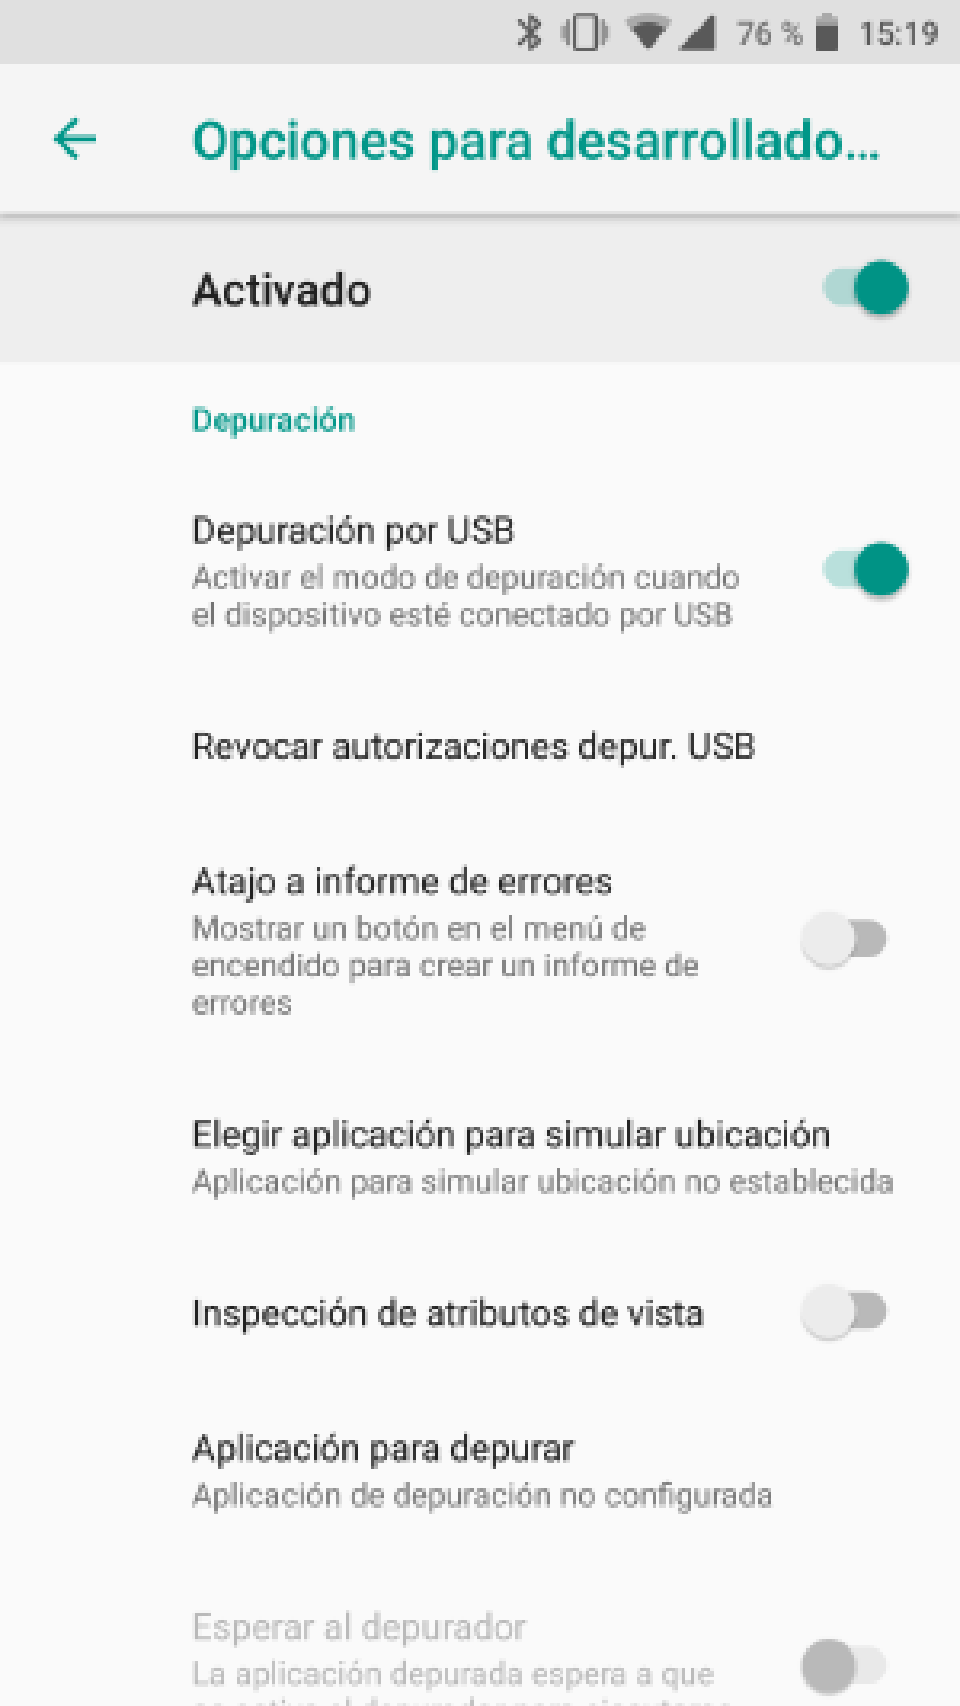 76 % 15:19
Opciones para desarrollado...
Activado
Depuración
Depuración por USB
Activar el modo de depuración cuando
el dispositivo esté conectado por USB
Revocar autorizaciones depur. USB
Atajo a informe de errores
Mostrar un botón en el menú de
encendido para crear un informe de
errores
Elegir aplicación para simular ubicación
Aplicación para simular ubicación no establecida
Inspección de atributos de vista
Aplicación para depurar
Aplicación de depuración no configurada
Esperar al depurador
La aplicación depurada espera a que